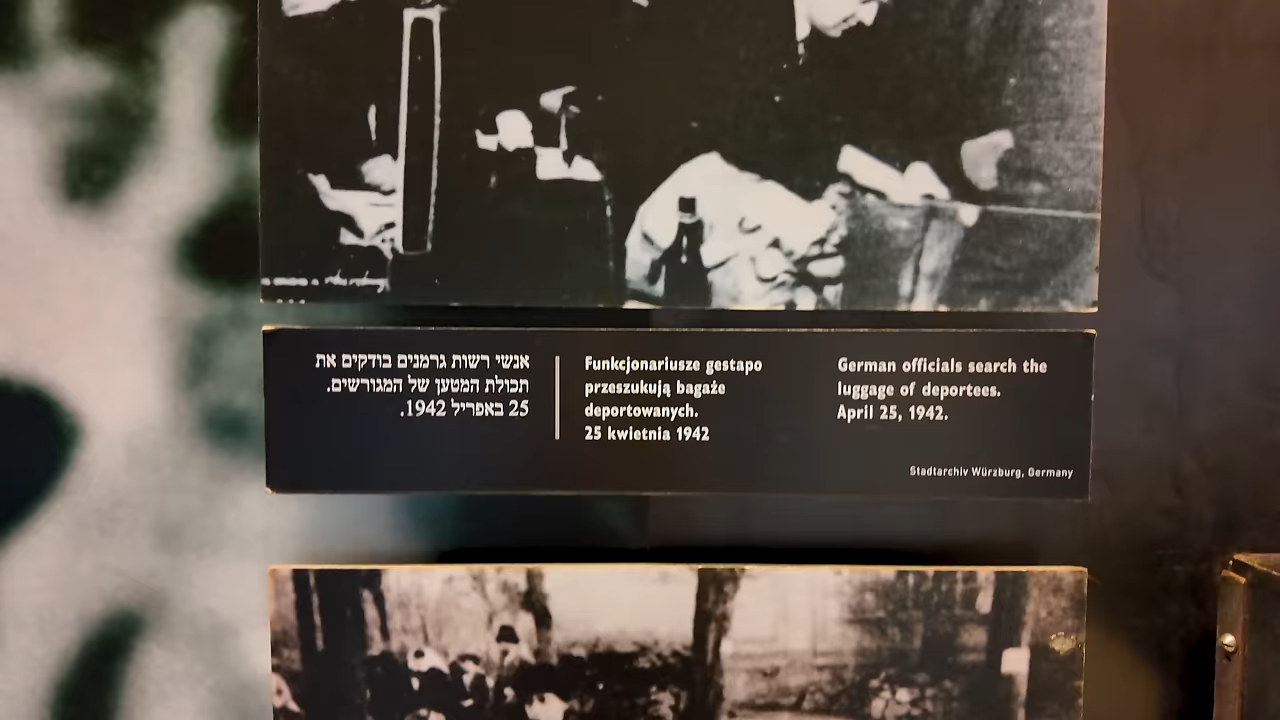 אנשי רשות גרמנים בודקים את
תכולת המטען של המגורשים.
25 באפריל 1942.
Funkcjonariusze gestapo
przeszukują bagaże
deportowanych.
25 kwietnia 1942
German officials search the
luggage of deportees.
April 25, 1942.
Stadtarchiv Würzburg, Germany